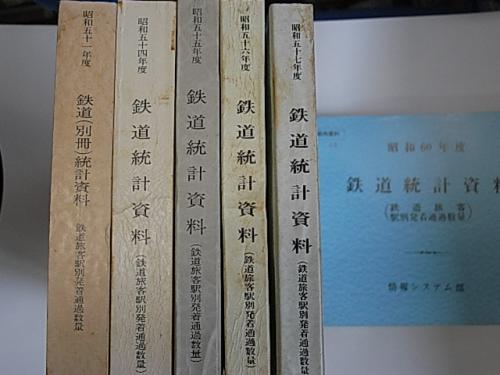 昭和五十一年度
鉄道(別冊)統計資料
鉄道旅客駅別発着通過数量
昭和五十四年度
鉄道統計資料
(鉄道旅客駅別発着通過数量)
昭和五十五年度
鉄道統計資料
(鉄道旅客駅別発着通過数量)
昭和五十六年度
鉄道統計資料
(鉄道旅客駅別発着通過数量)
昭和五十七年度
鉄道統計資料
(鉄道旅客駅別発着通過数量)
昭和60年度
鉄道統計資料
(鉄道旅客
駅別発着通過数量)
情報システム部